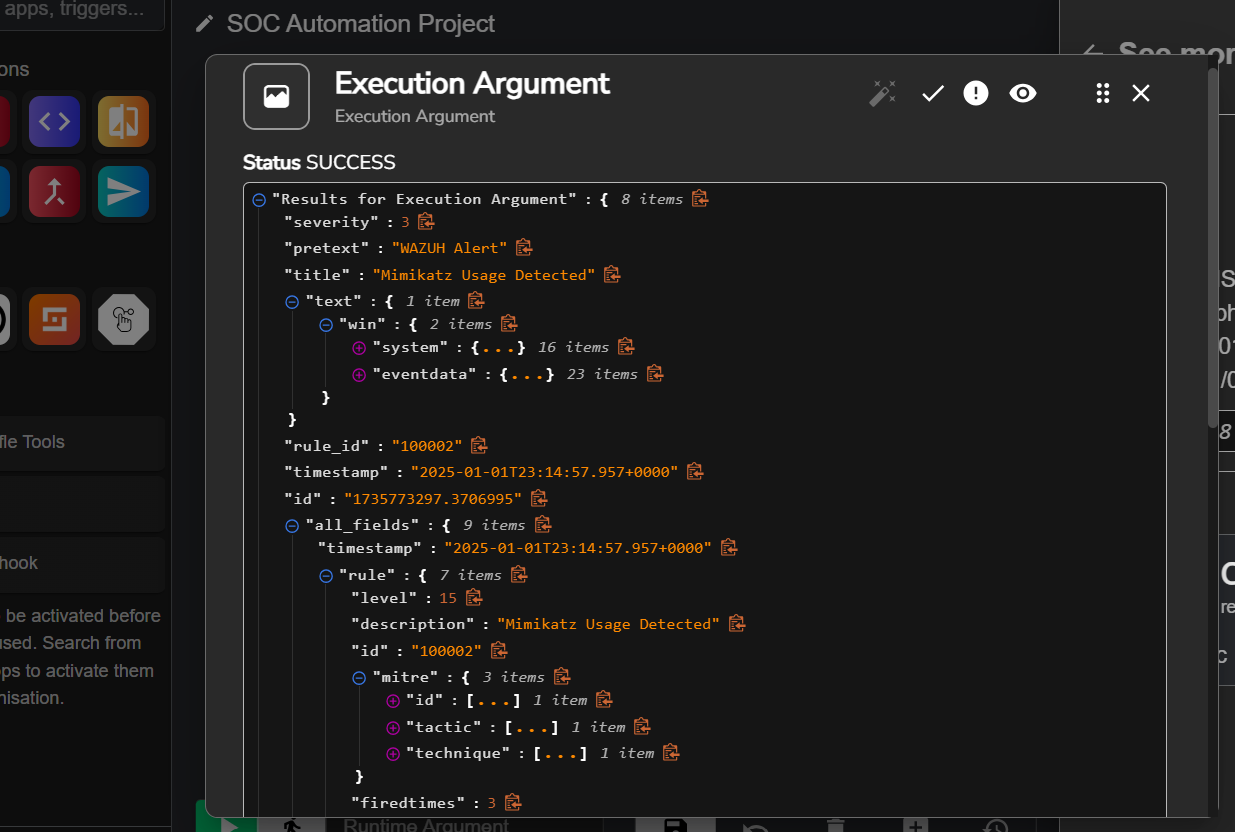 apps, triggers...
SOC Automation Project
See mor
ons
Execution Argument
Execution Argument
Status SUCCESS
"Results for Execution Argument" : { 8 items
"severity" : 3
"pretext" : "WAZUH Alert"
"title" : "Mimikatz Usage Detected"
"text" : { 1 item
"win" : { 2 items
"system" : {...} 16 items
"eventdata" : {...} 23 items
}
}
"rule_id" : "100002"
"timestamp" : "2025-01-01T23:14:57.957+0000"
"id" : "1735773297.3706995"
"all_fields" : { 9 items
"timestamp" : "2025-01-01T23:14:57.957+0000"
"rule" : { 7 items
"level" : 15
"description" : "Mimikatz Usage Detected"
"id" : "100002"
"mitre" : { 3 items
"id" : [...] 1 item
"tactic" : [...] 1 item
"technique" : [...] 1 item
}
"firedtimes" : 3
fle Tools
hook
be activated before
used. Search from
ps to activate them
nisation.
Runtime Argument